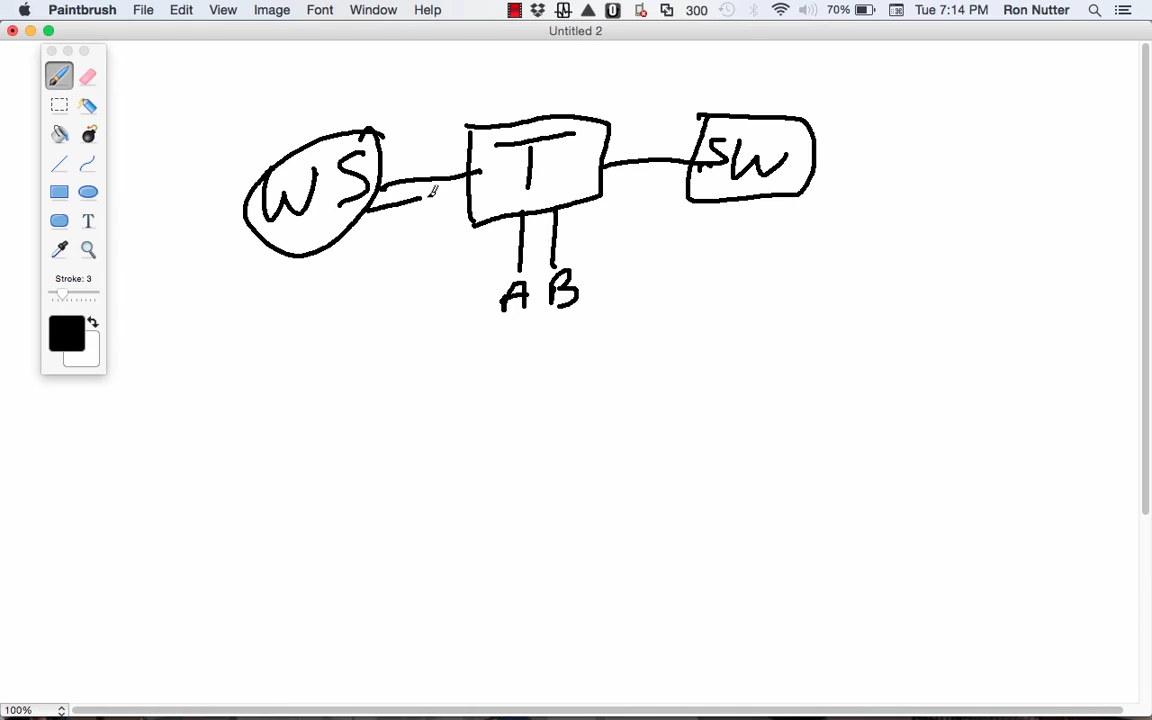 Paintbrush File Edit View Image Font Window Help 300 70% Tue 7:14 PM Ron Nutter
Untitled 2
WS T SW
A B
T
Stroke: 3
100%